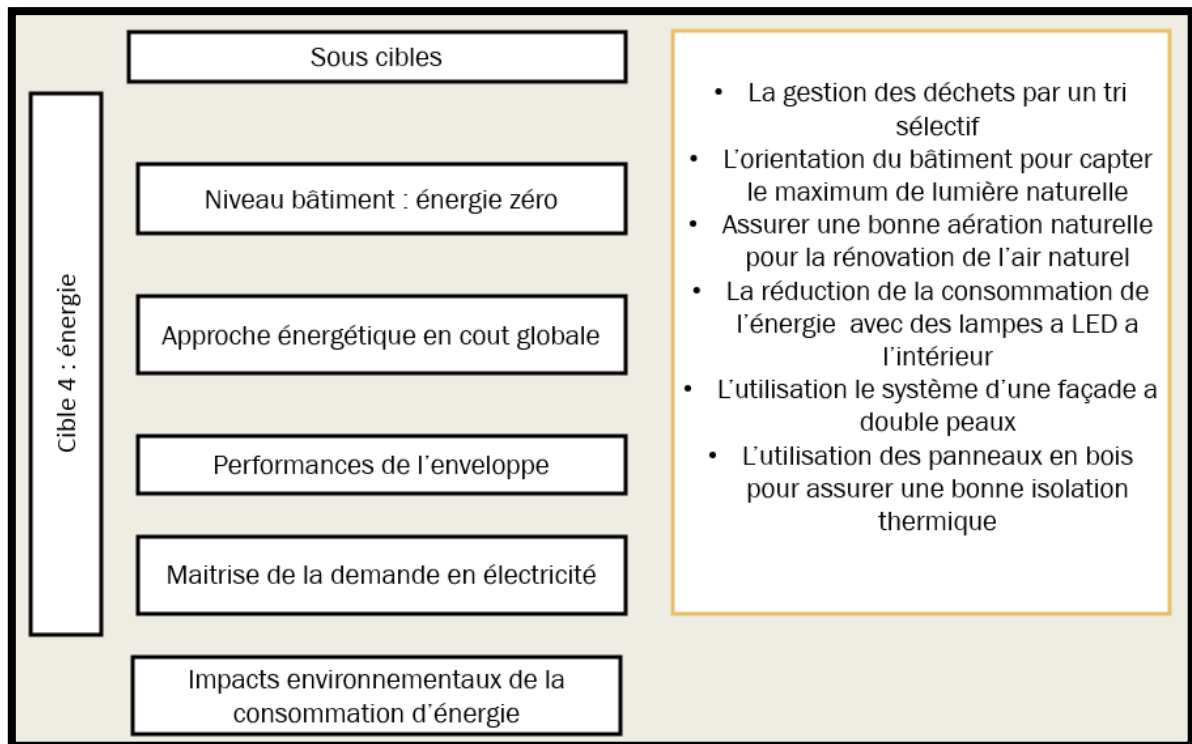 Sous cibles
Cible 4 : énergie
Niveau bâtiment : énergie zéro
Approche énergétique en cout globale
Performances de l'enveloppe
Maitrise de la demande en électricité
Impacts environnementaux de la
consommation d'énergie
• La gestion des déchets par un tri
sélectif
• L'orientation du bâtiment pour capter
le maximum de lumière naturelle
• Assurer une bonne aération naturelle
pour la rénovation de l'air naturel
• La réduction de la consommation de
l'énergie avec des lampes a LED a
l'intérieur
• L'utilisation le système d'une façade a
double peaux
• L'utilisation des panneaux en bois
pour assurer une bonne isolation
thermique